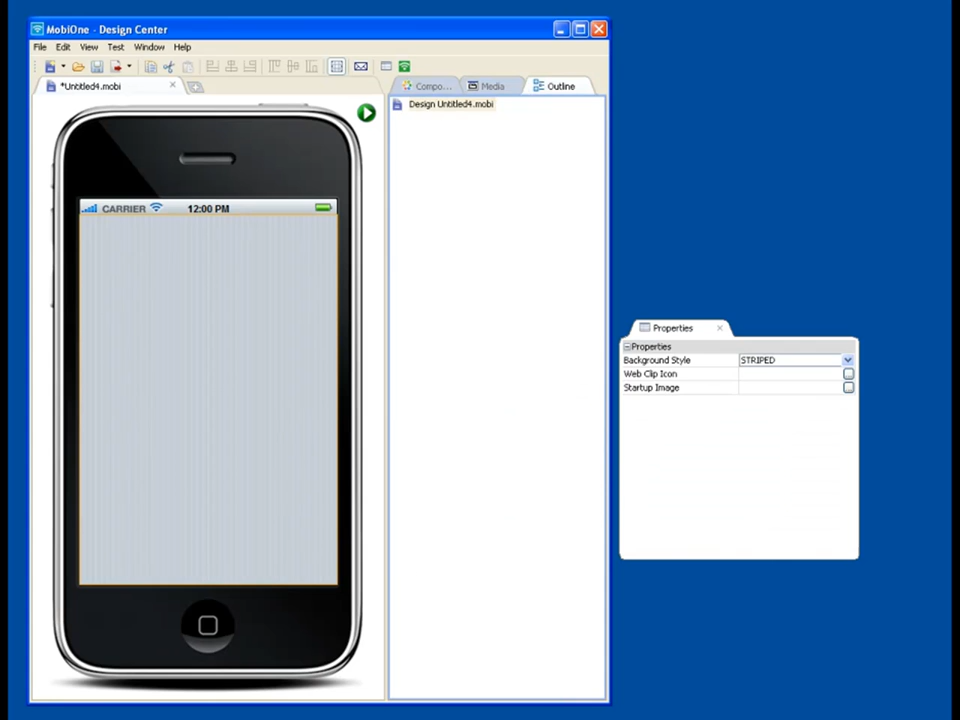 MobiOne - Design Center
File Edit View Test Window Help
*Untitled4.mobi
Compo... Media Outline
Design Untitled4.mobi
CARRIER 12:00 PM
Properties
Properties
Background Style STRIPED
Web Clip Icon
Startup Image